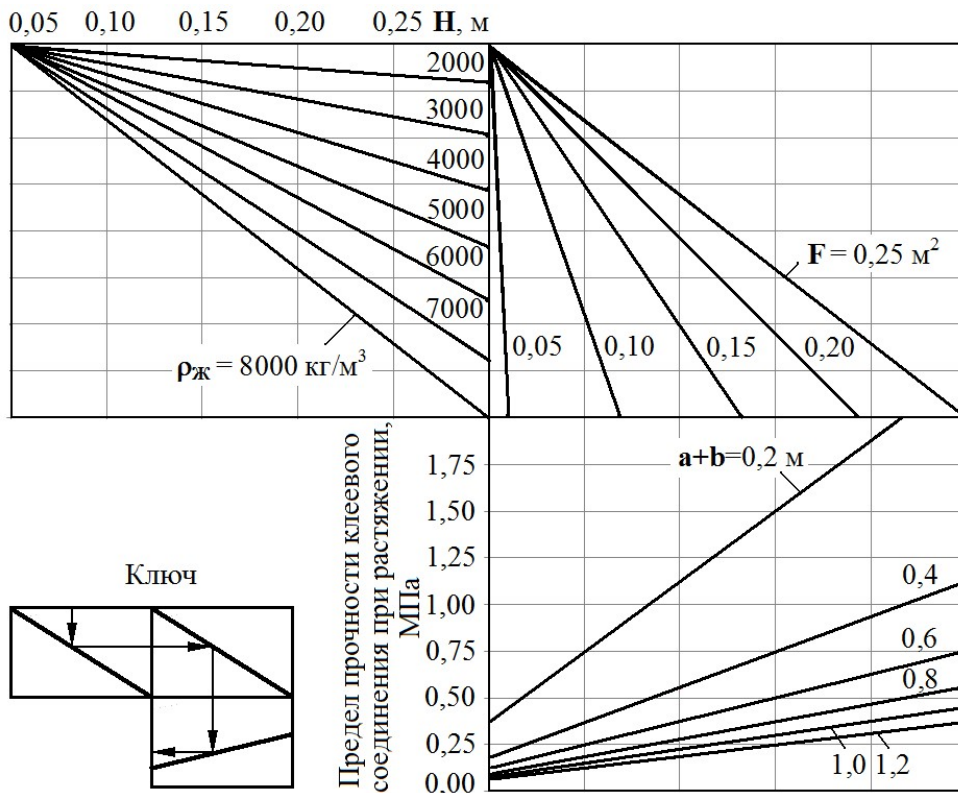 0,05 0,10 0,15 0,20 0,25 H, м
2000
3000
4000
5000
6000
7000
ρж = 8000 кг/м³
F = 0,25 м²
0,05 0,10 0,15 0,20
Предел прочности клеевого
соединения при растяжении,
МПа
1,75
1,50
1,25
1,00
0,75
0,50
0,25
0,00
a+b=0,2 м
0,4
0,6
0,8
1,0 1,2
Ключ